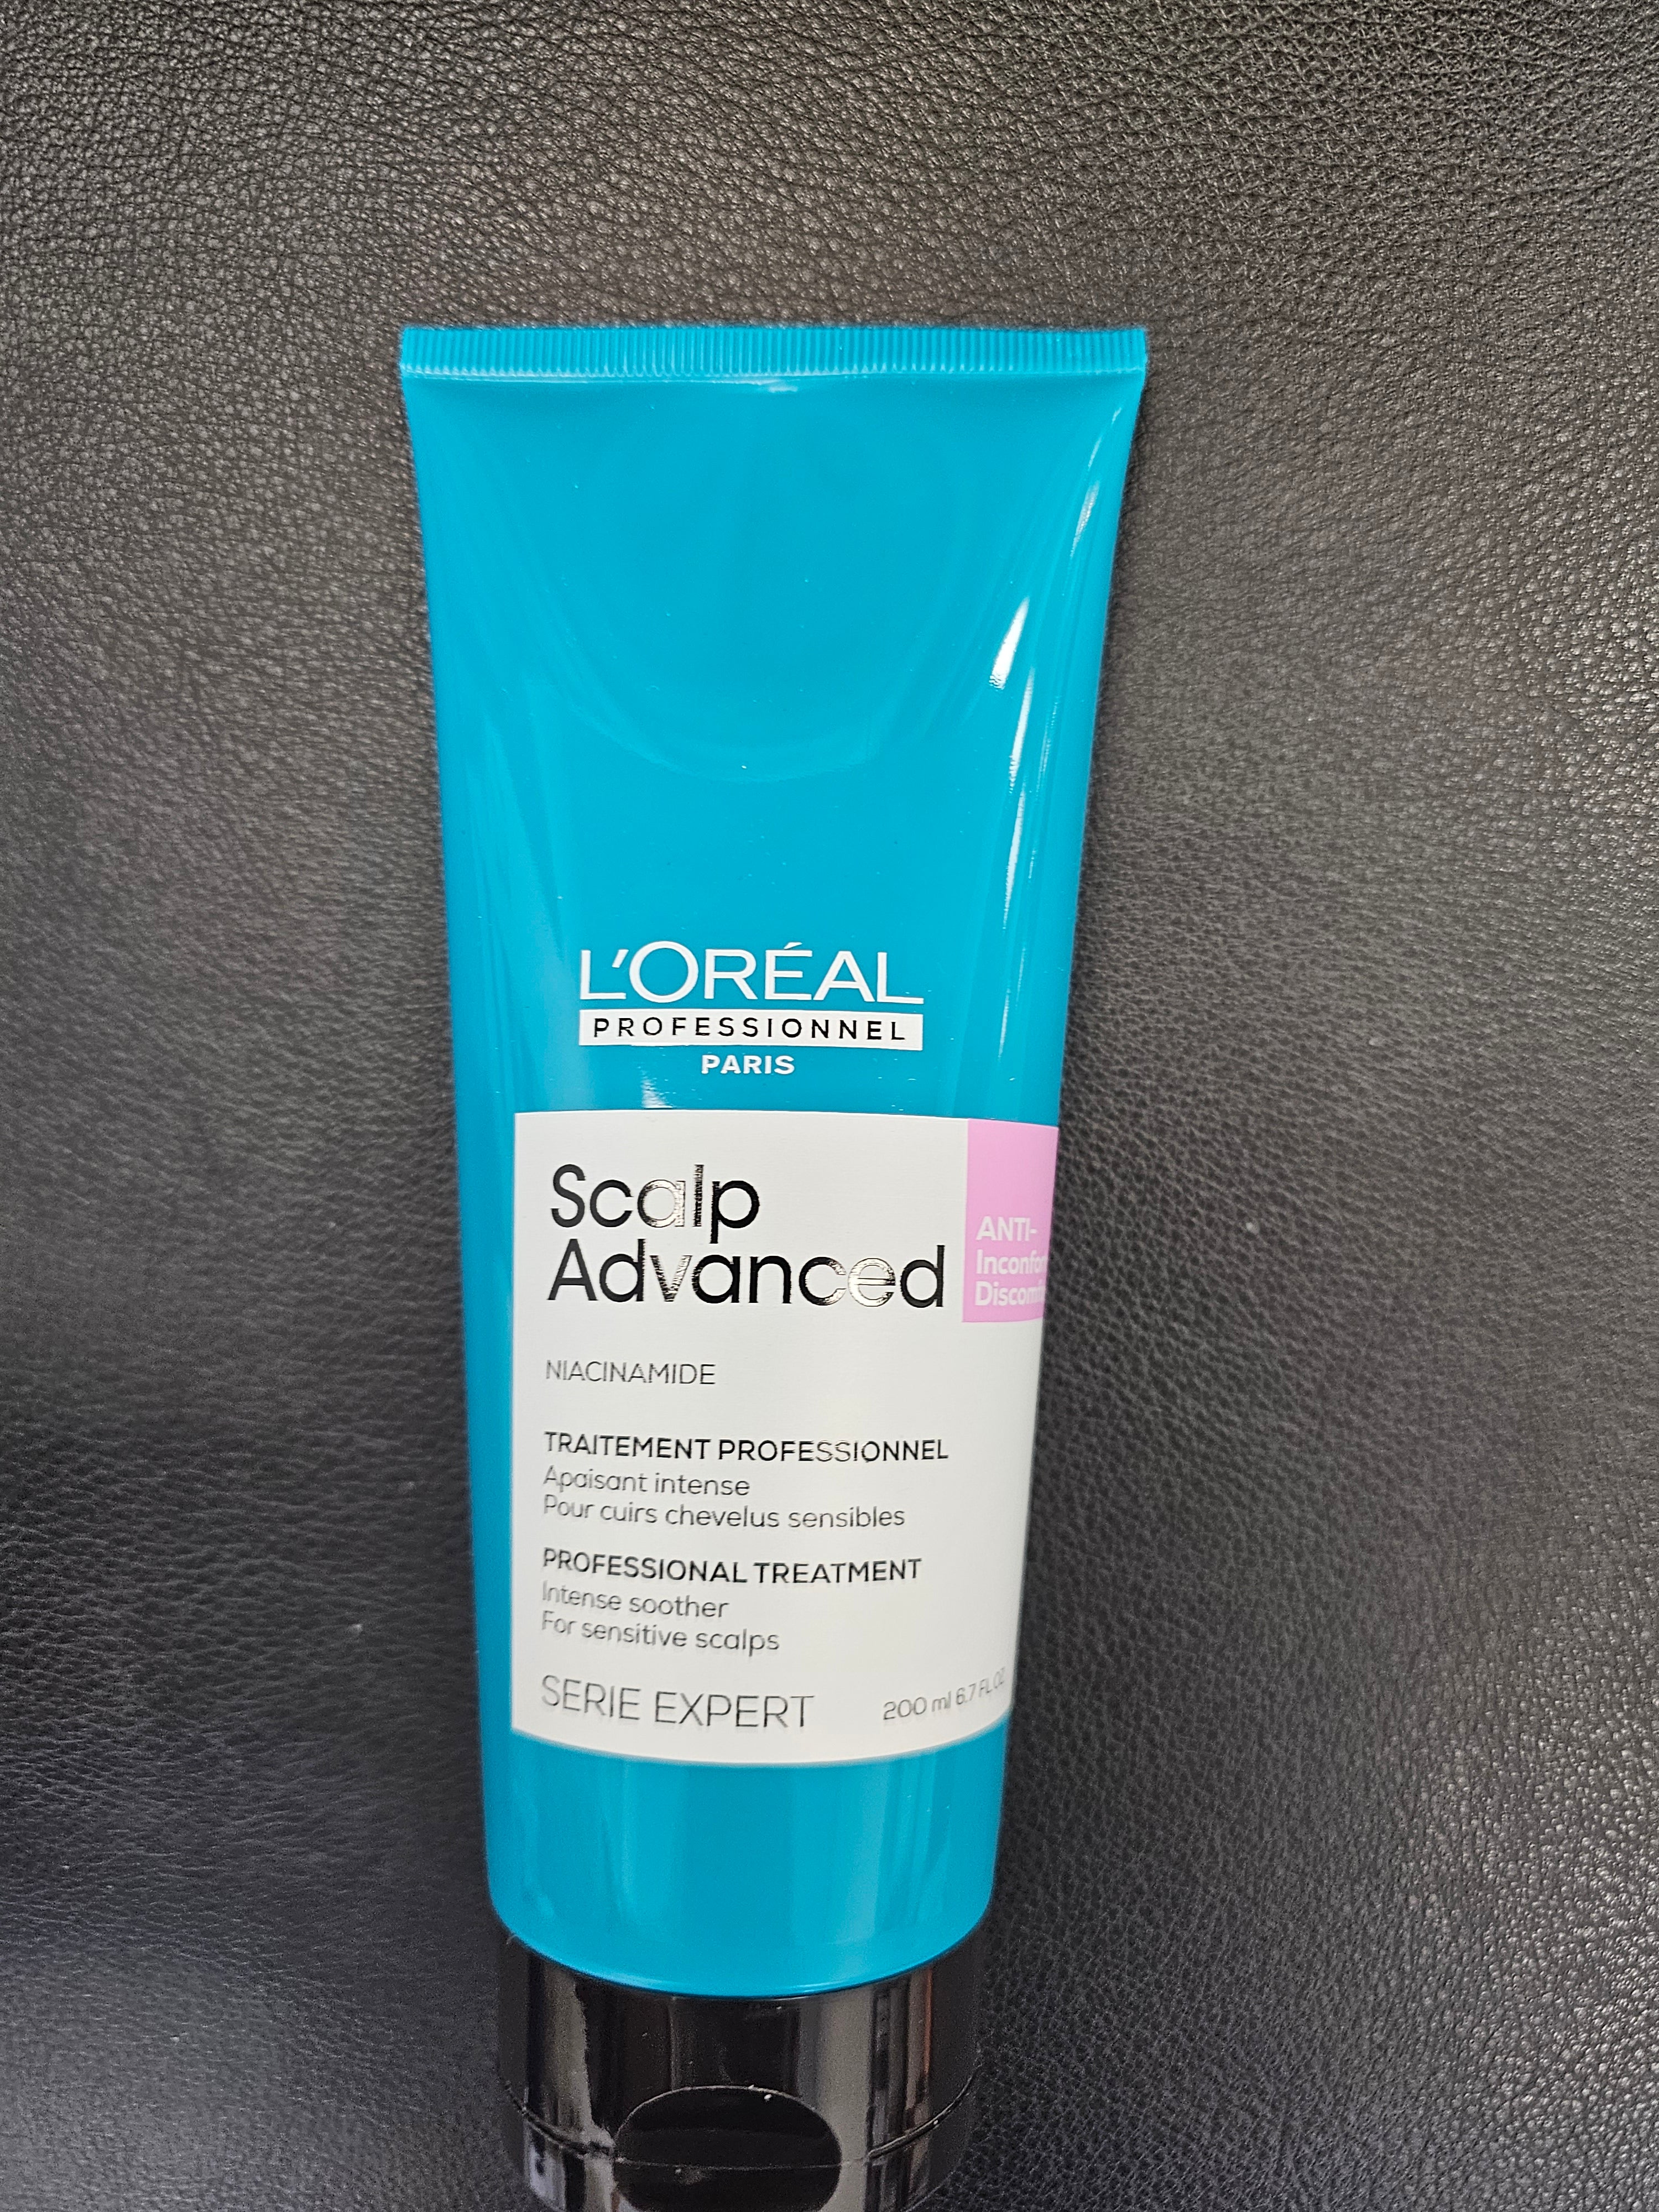 L'ORÉAL
PROFESSIONNEL
PARIS
Scalp
Advanced
ANTI-
NIACINAMIDE
TRAITEMENT PROFESSIONNEL
Apaisant intense
Pour cuirs chevelus sensibles
PROFESSIONAL TREATMENT
Intense soother
For sensitive scalps
SERIE EXPERT
200 ml 6.7 FL.OZ